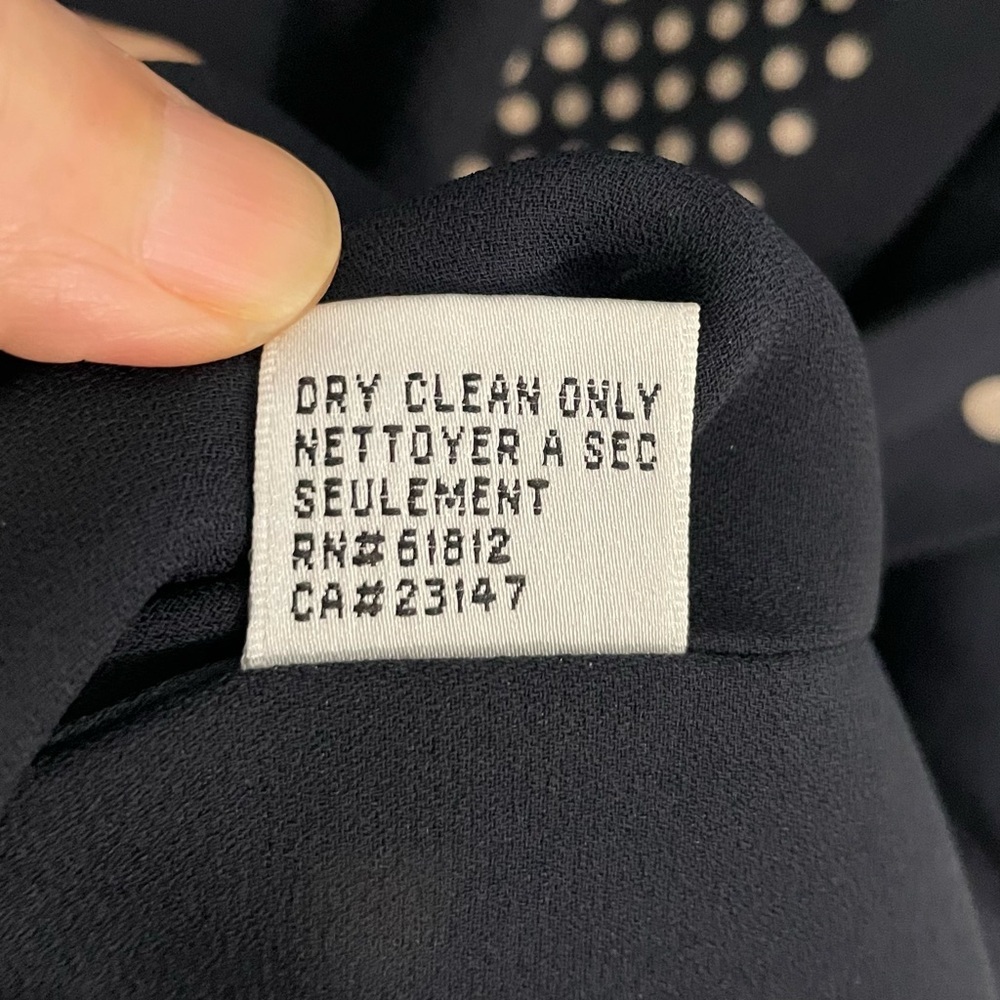 DRY CLEAN ONLY
NETTOYER A SEC
SEULEMENT
RN# 61812
CA# 23147